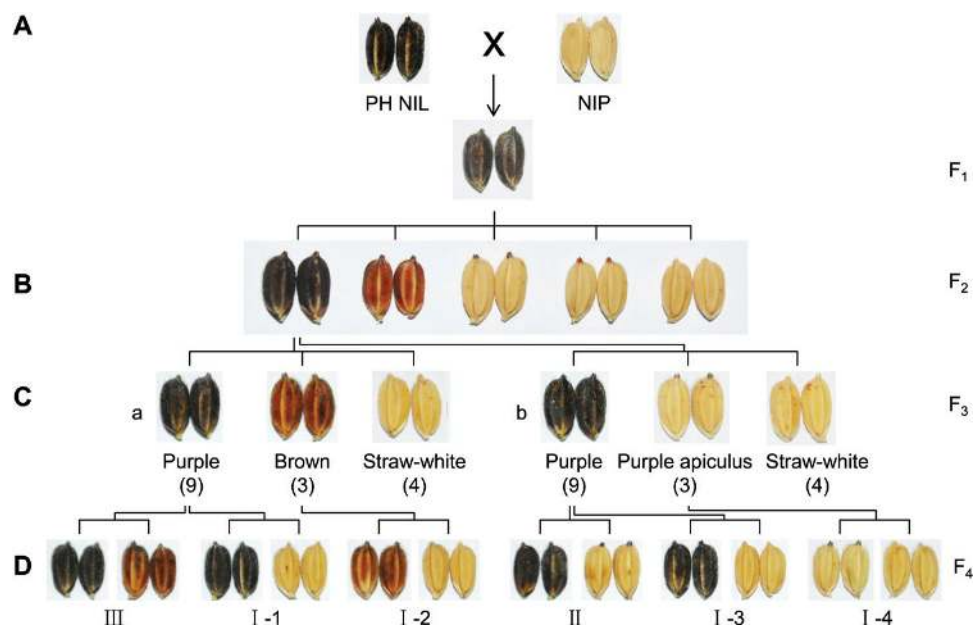 A
X
PH NIL
NIP
F1
B
F2
C
a
b
F3
Purple
Brown
Straw-white
Purple
Purple apiculus
Straw-white
(9)
(3)
(4)
(9)
(3)
(4)
D
F4
III
I -1
I -2
II
I -3
I -4